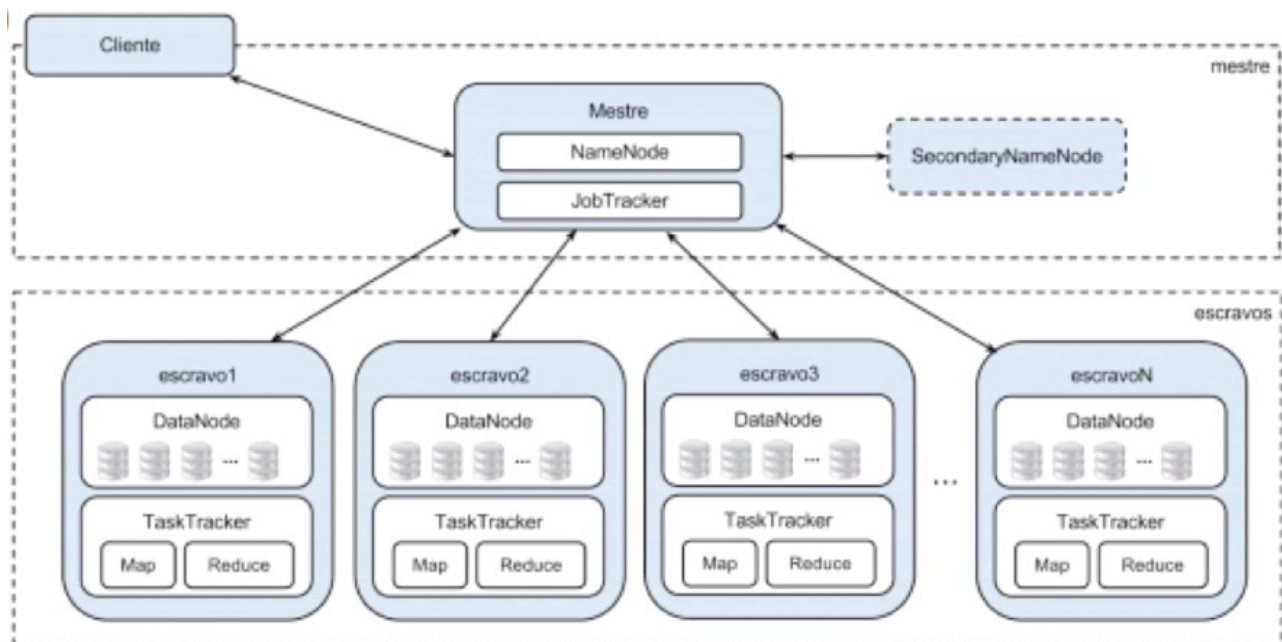 Cliente
mestre
Mestre
NameNode
SecondaryNameNode
JobTracker
escravos
escravo1
DataNode
...
TaskTracker
Map
Reduce
escravo2
DataNode
...
TaskTracker
Map
Reduce
escravo3
DataNode
...
TaskTracker
Map
Reduce
...
escravoN
DataNode
...
TaskTracker
Map
Reduce